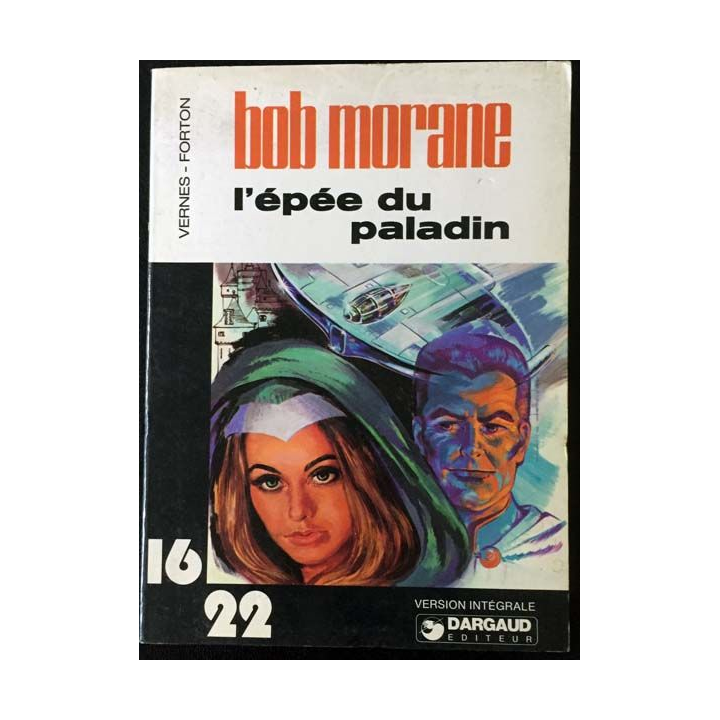 VERNES - FORTON
bob morane
l'épée du
paladin
16
22
VERSION INTÉGRALE
DARGAUD
EDITEUR